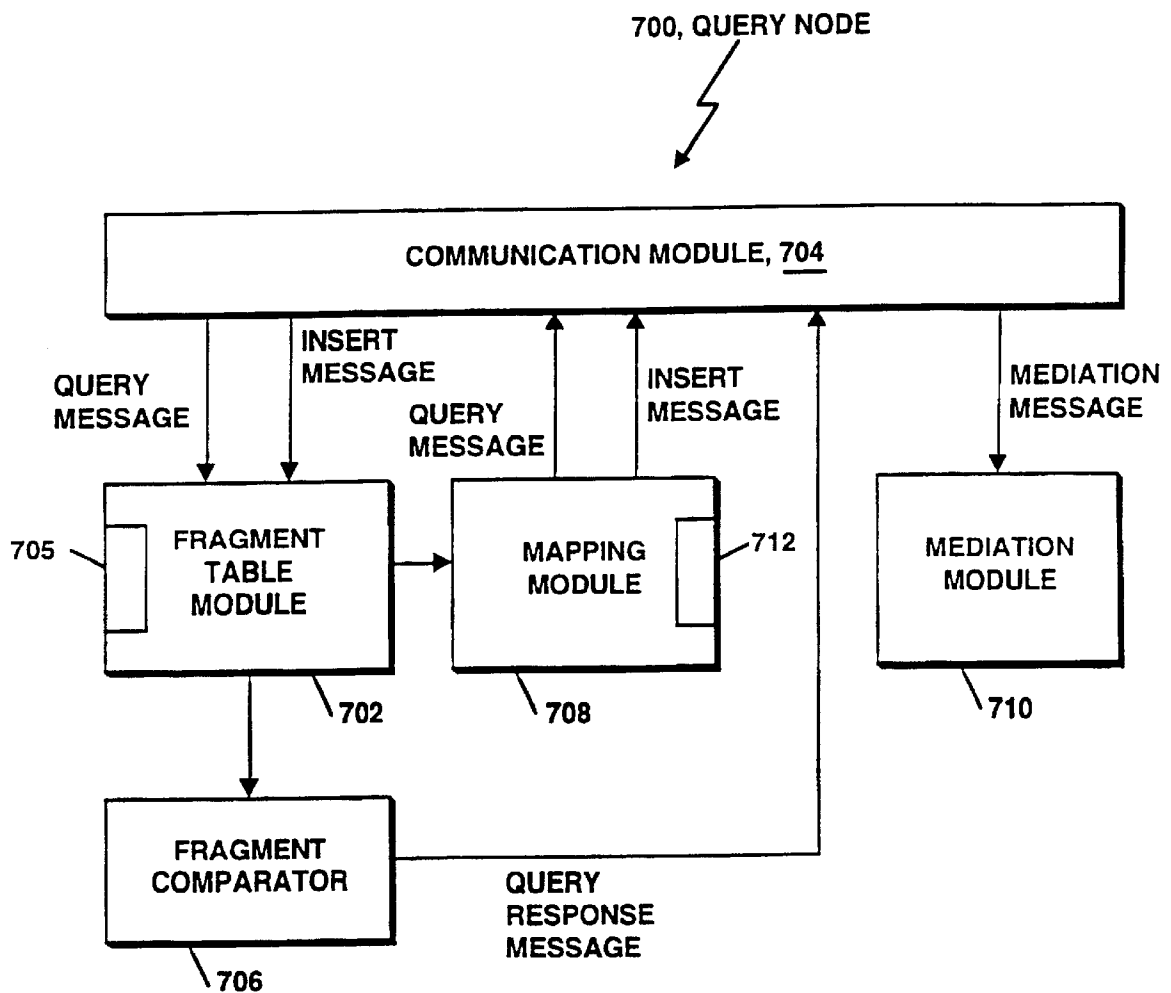 700, QUERY NODE
COMMUNICATION MODULE, 704
QUERY
MESSAGE
INSERT
MESSAGE
QUERY
MESSAGE
INSERT
MESSAGE
MEDIATION
MESSAGE
705
FRAGMENT
TABLE
MODULE
702
MAPPING
MODULE
712
708
MEDIATION
MODULE
710
FRAGMENT
COMPARATOR
706
QUERY
RESPONSE
MESSAGE